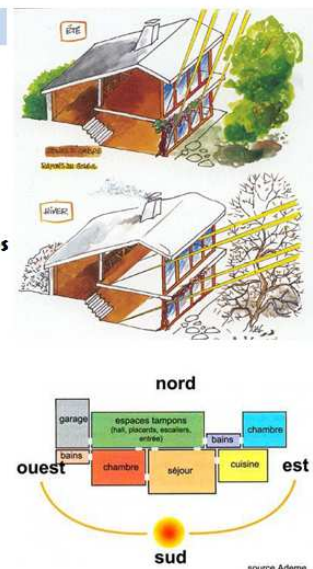 ÉTÉ
s
HIVER
nord
garage
espaces tampons
(hall, placards, escaliers,
entrée)
bains
chambre
ouest
bains
chambre
séjour
cuisine
est
sud
source Ademe